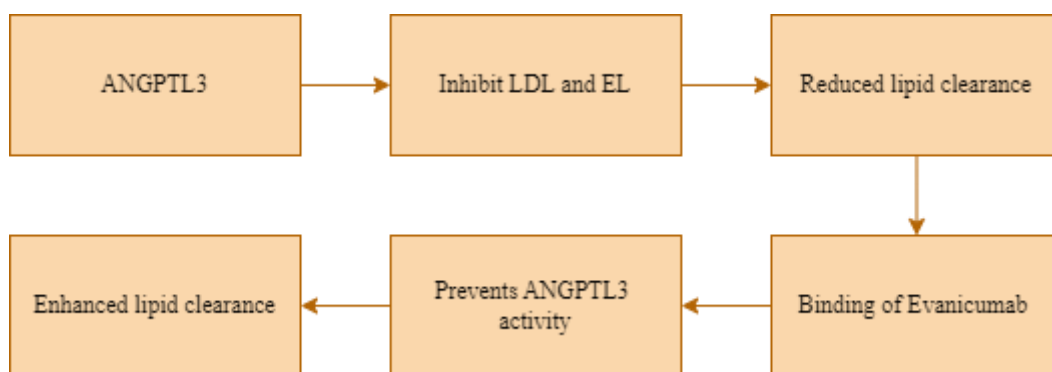 ANGPTL3
Inhibit LDL and EL
Reduced lipid clearance
Binding of Evanicumab
Prevents ANGPTL3
activity
Enhanced lipid clearance